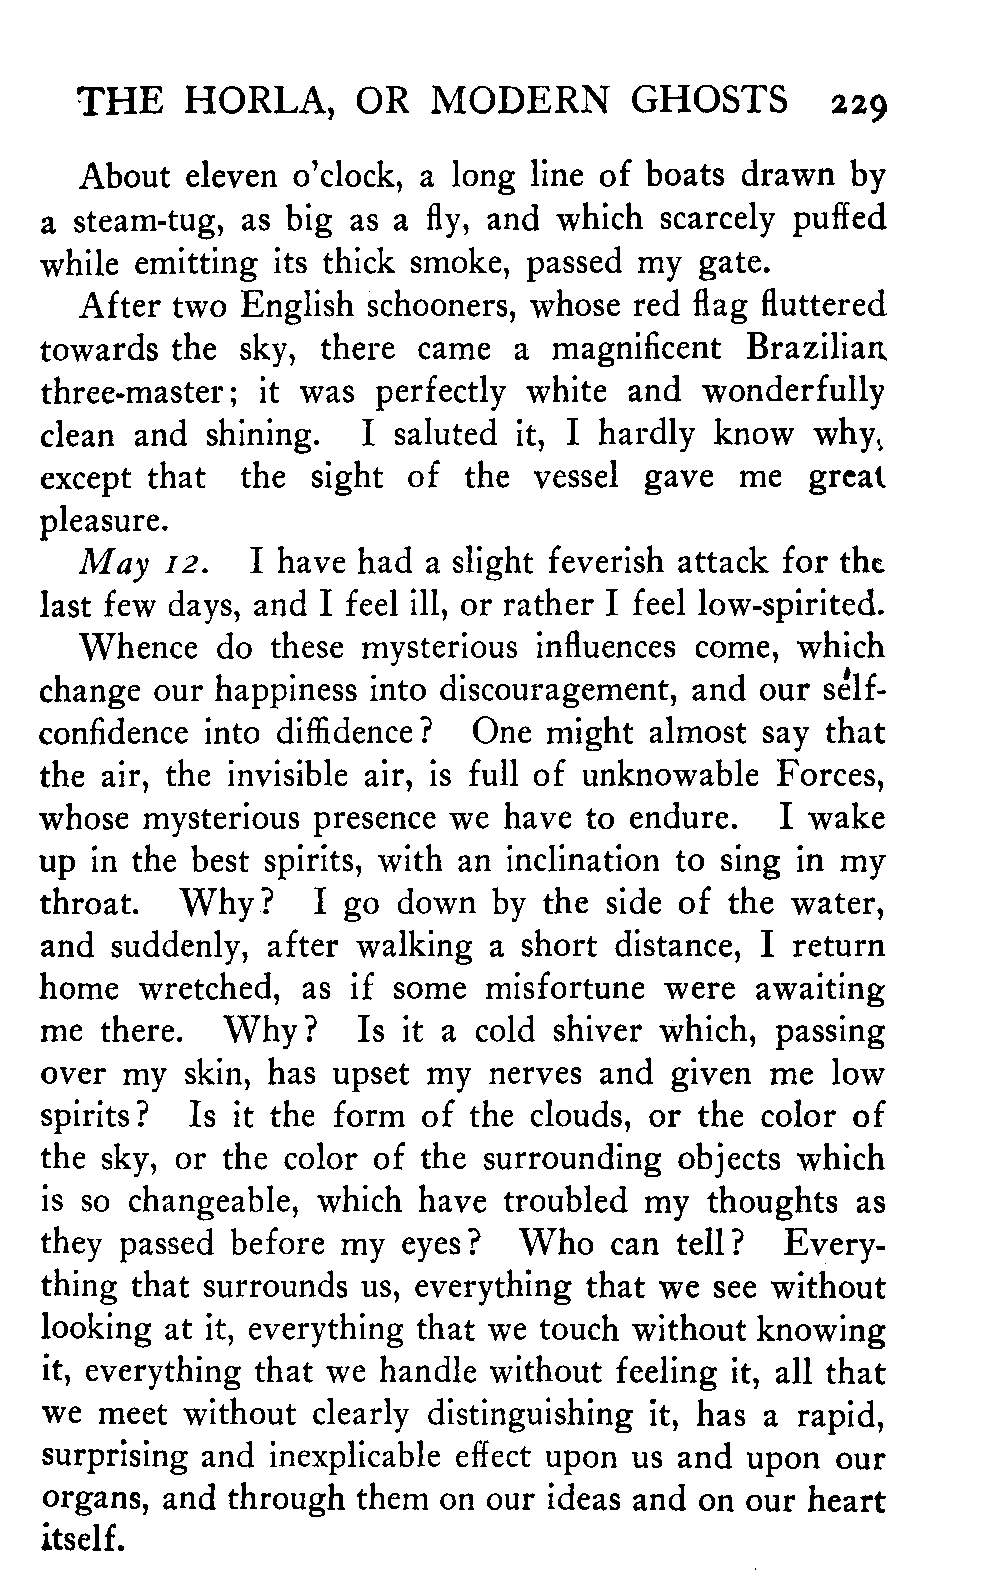 THE HORLA, OR MODERN GHOSTS 229
About eleven o'clock, a long line of boats drawn by
a steam-tug, as big as a fly, and which scarcely puffed
while emitting its thick smoke, passed my gate.
After two English schooners, whose red flag fluttered
towards the sky, there came a magnificent Brazilian
three-master; it was perfectly white and wonderfully
clean and shining. I saluted it, I hardly know why,
except that the sight of the vessel gave me great
pleasure.
May 12. I have had a slight feverish attack for the
last few days, and I feel ill, or rather I feel low-spirited.
Whence do these mysterious influences come, which
change our happiness into discouragement, and our self-
confidence into diffidence? One might almost say that
the air, the invisible air, is full of unknowable Forces,
whose mysterious presence we have to endure. I wake
up in the best spirits, with an inclination to sing in my
throat. Why? I go down by the side of the water,
and suddenly, after walking a short distance, I return
home wretched, as if some misfortune were awaiting
me there. Why? Is it a cold shiver which, passing
over my skin, has upset my nerves and given me low
spirits? Is it the form of the clouds, or the color of
the sky, or the color of the surrounding objects which
is so changeable, which have troubled my thoughts as
they passed before my eyes? Who can tell? Every-
thing that surrounds us, everything that we see without
looking at it, everything that we touch without knowing
it, everything that we handle without feeling it, all that
we meet without clearly distinguishing it, has a rapid,
surprising and inexplicable effect upon us and upon our
organs, and through them on our ideas and on our heart
itself.